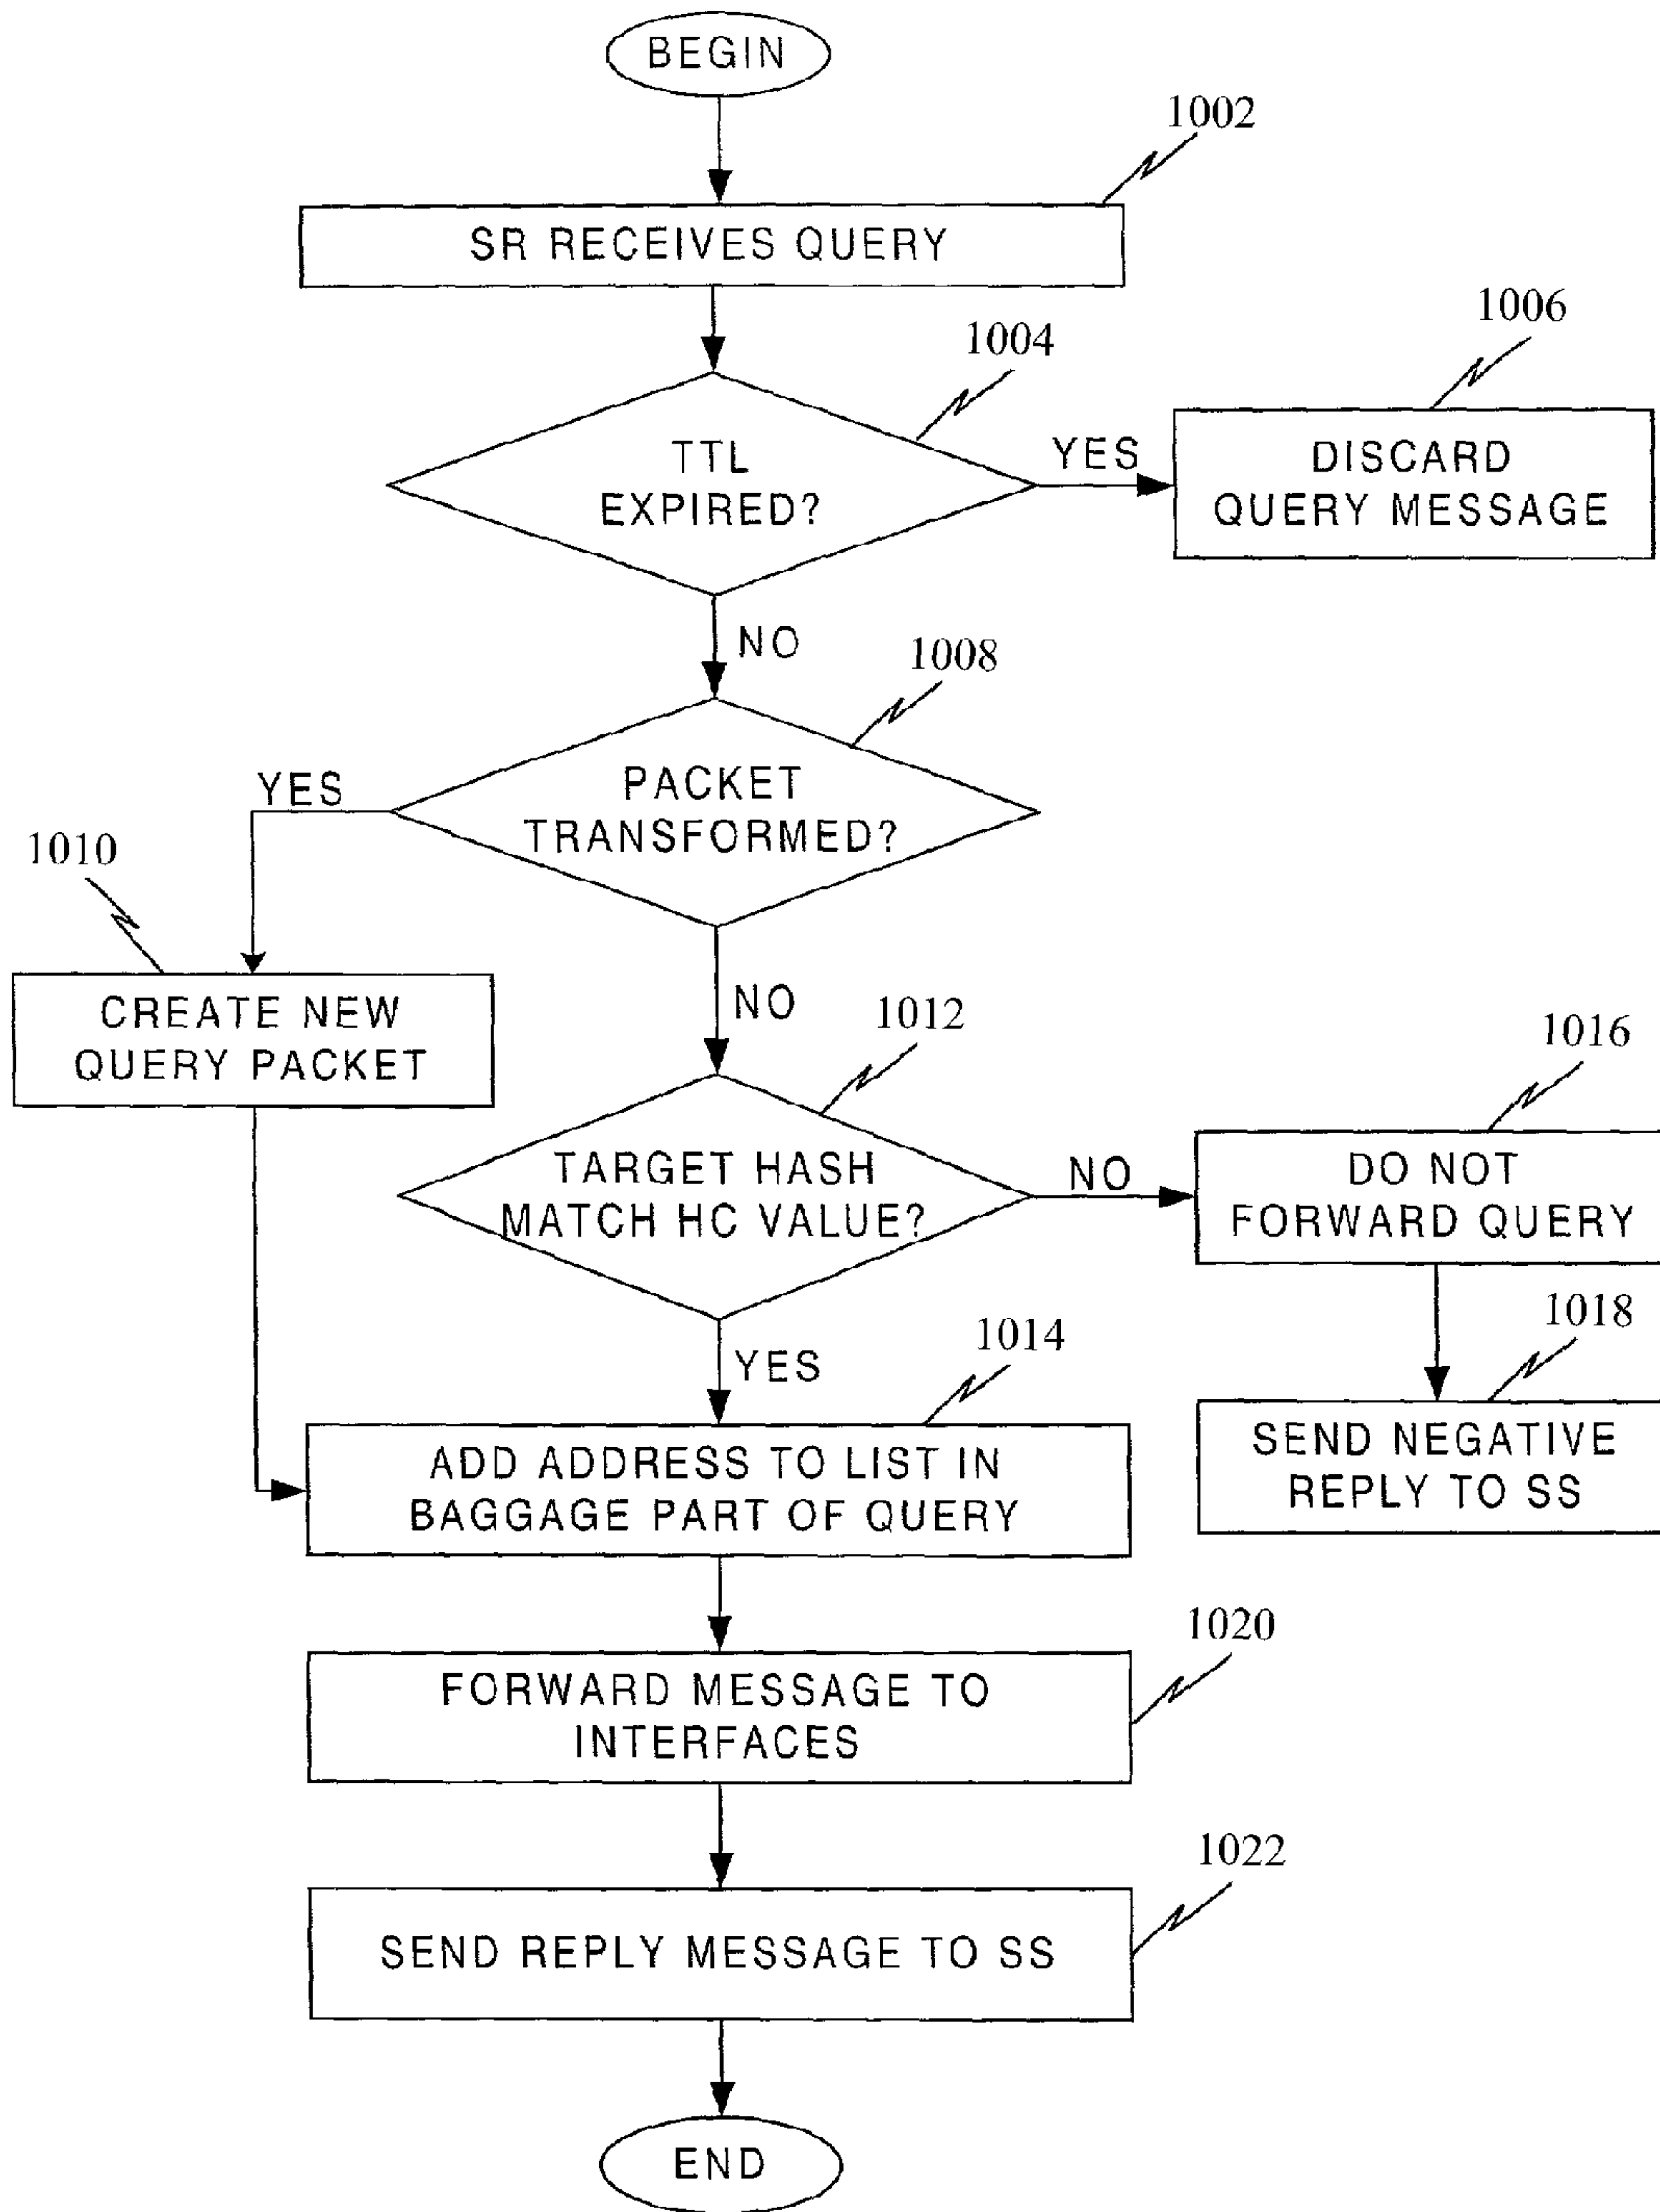 BEGIN
1002
SR RECEIVES QUERY
1004
1006
TTL
EXPIRED?
YES
DISCARD
QUERY MESSAGE
NO
1008
PACKET
TRANSFORMED?
YES
1010
CREATE NEW
QUERY PACKET
NO
1012
1016
TARGET HASH
MATCH HC VALUE?
NO
DO NOT
FORWARD QUERY
YES
1014
1018
ADD ADDRESS TO LIST IN
BAGGAGE PART OF QUERY
SEND NEGATIVE
REPLY TO SS
1020
FORWARD MESSAGE TO
INTERFACES
1022
SEND REPLY MESSAGE TO SS
END